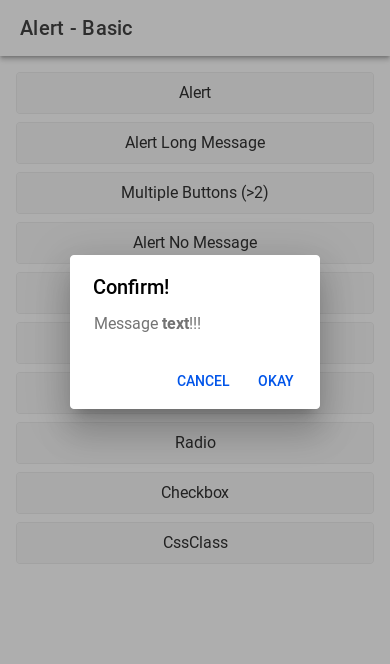 Alert - Basic
Alert
Alert Long Message
Multiple Buttons (>2)
Alert No Message
Confirm!
Message text!!!
CANCEL OKAY
Radio
Checkbox
CssClass